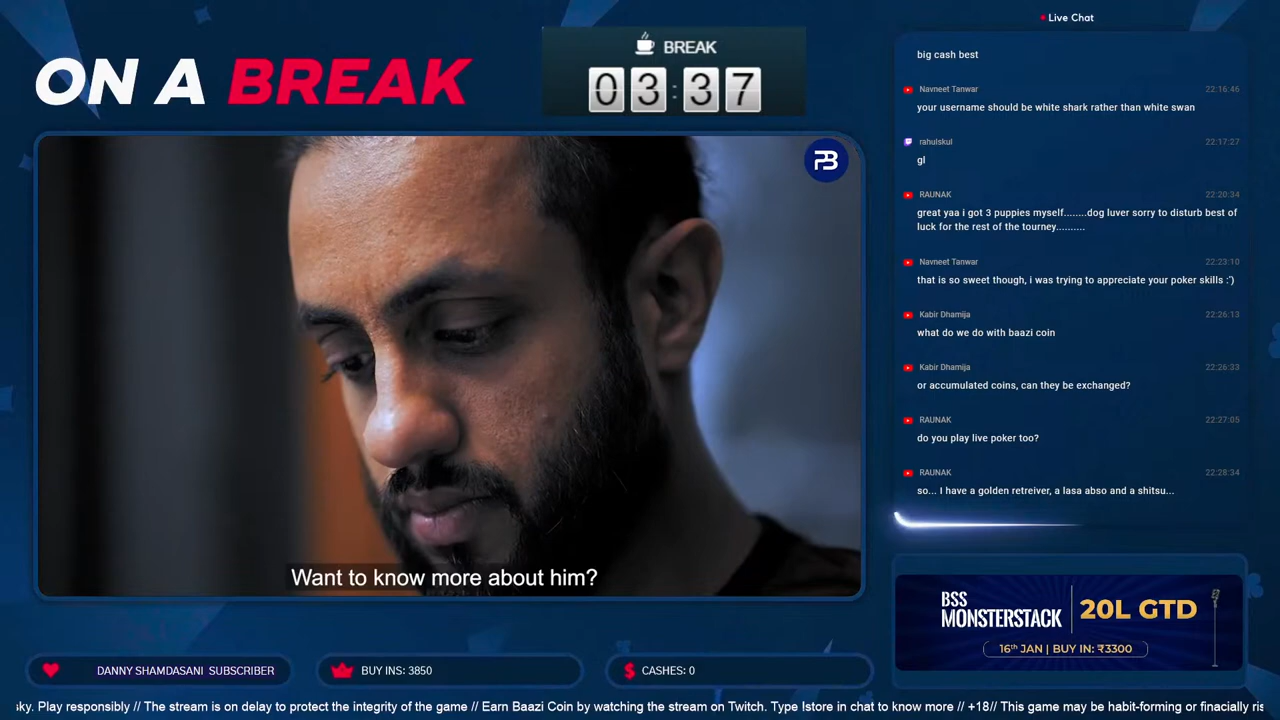 ON A BREAK
BREAK
03:37
Live Chat
big cash best
Navneet Tanwar 22:16:46
your username should be white shark rather than white swan
rahulskul 22:17:27
gl
RAUNAK 22:20:34
great yaa i got 3 puppies myself........dog luver sorry to disturb best of
luck for the rest of the tourney..........
Navneet Tanwar 22:23:10
that is so sweet though, i was trying to appreciate your poker skills :')
Kabir Dhamija 22:26:13
what do we do with baazi coin
Kabir Dhamija 22:26:33
or accumulated coins, can they be exchanged?
RAUNAK 22:27:05
do you play live poker too?
RAUNAK 22:28:34
so... I have a golden retreiver, a lasa abso and a shitsu...
PB
Want to know more about him?
BSS
MONSTERSTACK
20L GTD
16th JAN | BUY IN: ₹3300
DANNY SHAMDASANI SUBSCRIBER
BUY INS: 3850
CASHES: 0
Play responsibly // The stream is on delay to protect the integrity of the game // Earn Baazi Coin by watching the stream on Twitch. Type !store in chat to know more // +18// This game may be habit-forming or finacially